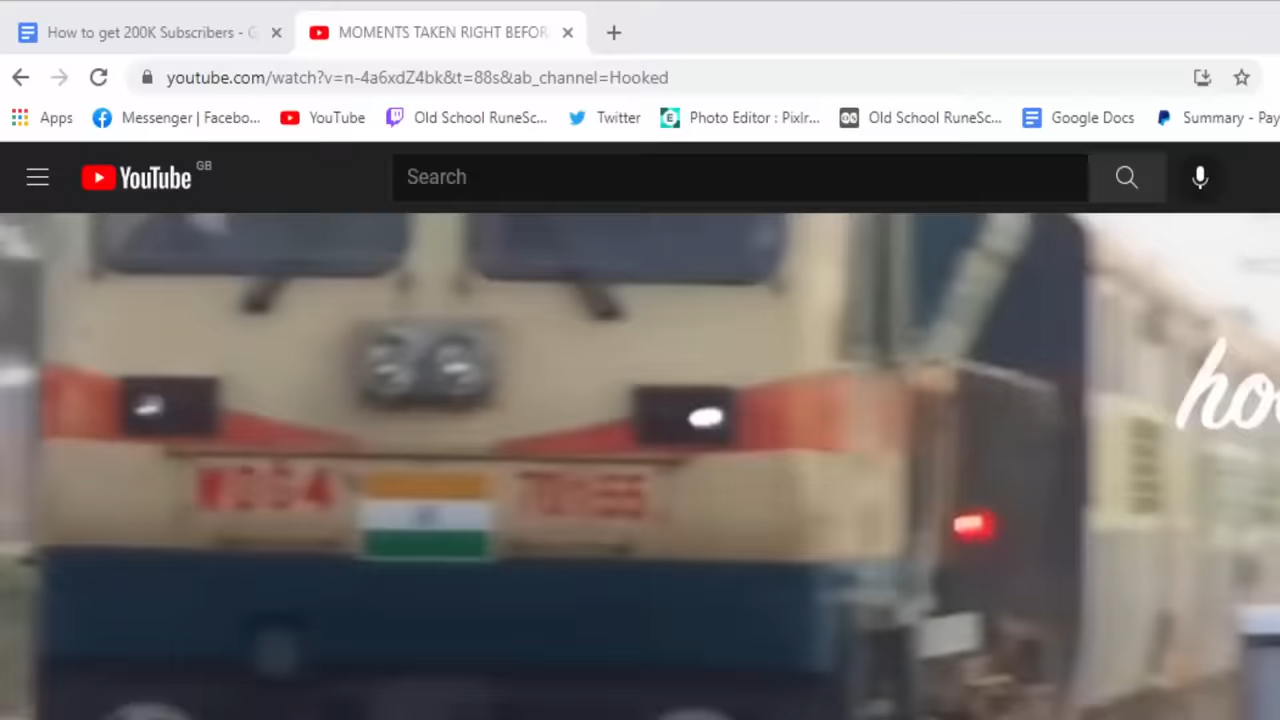 How to get 200K Subscribers - G
MOMENTS TAKEN RIGHT BEFOR
youtube.com/watch?v=n-4a6xdZ4bk&t=88s&ab_channel=Hooked
Apps
Messenger | Facebo...
YouTube
Old School RuneSc...
Twitter
Photo Editor : Pixlr...
Old School RuneSc...
Google Docs
Summary - Pay
YouTube GB
Search
ho